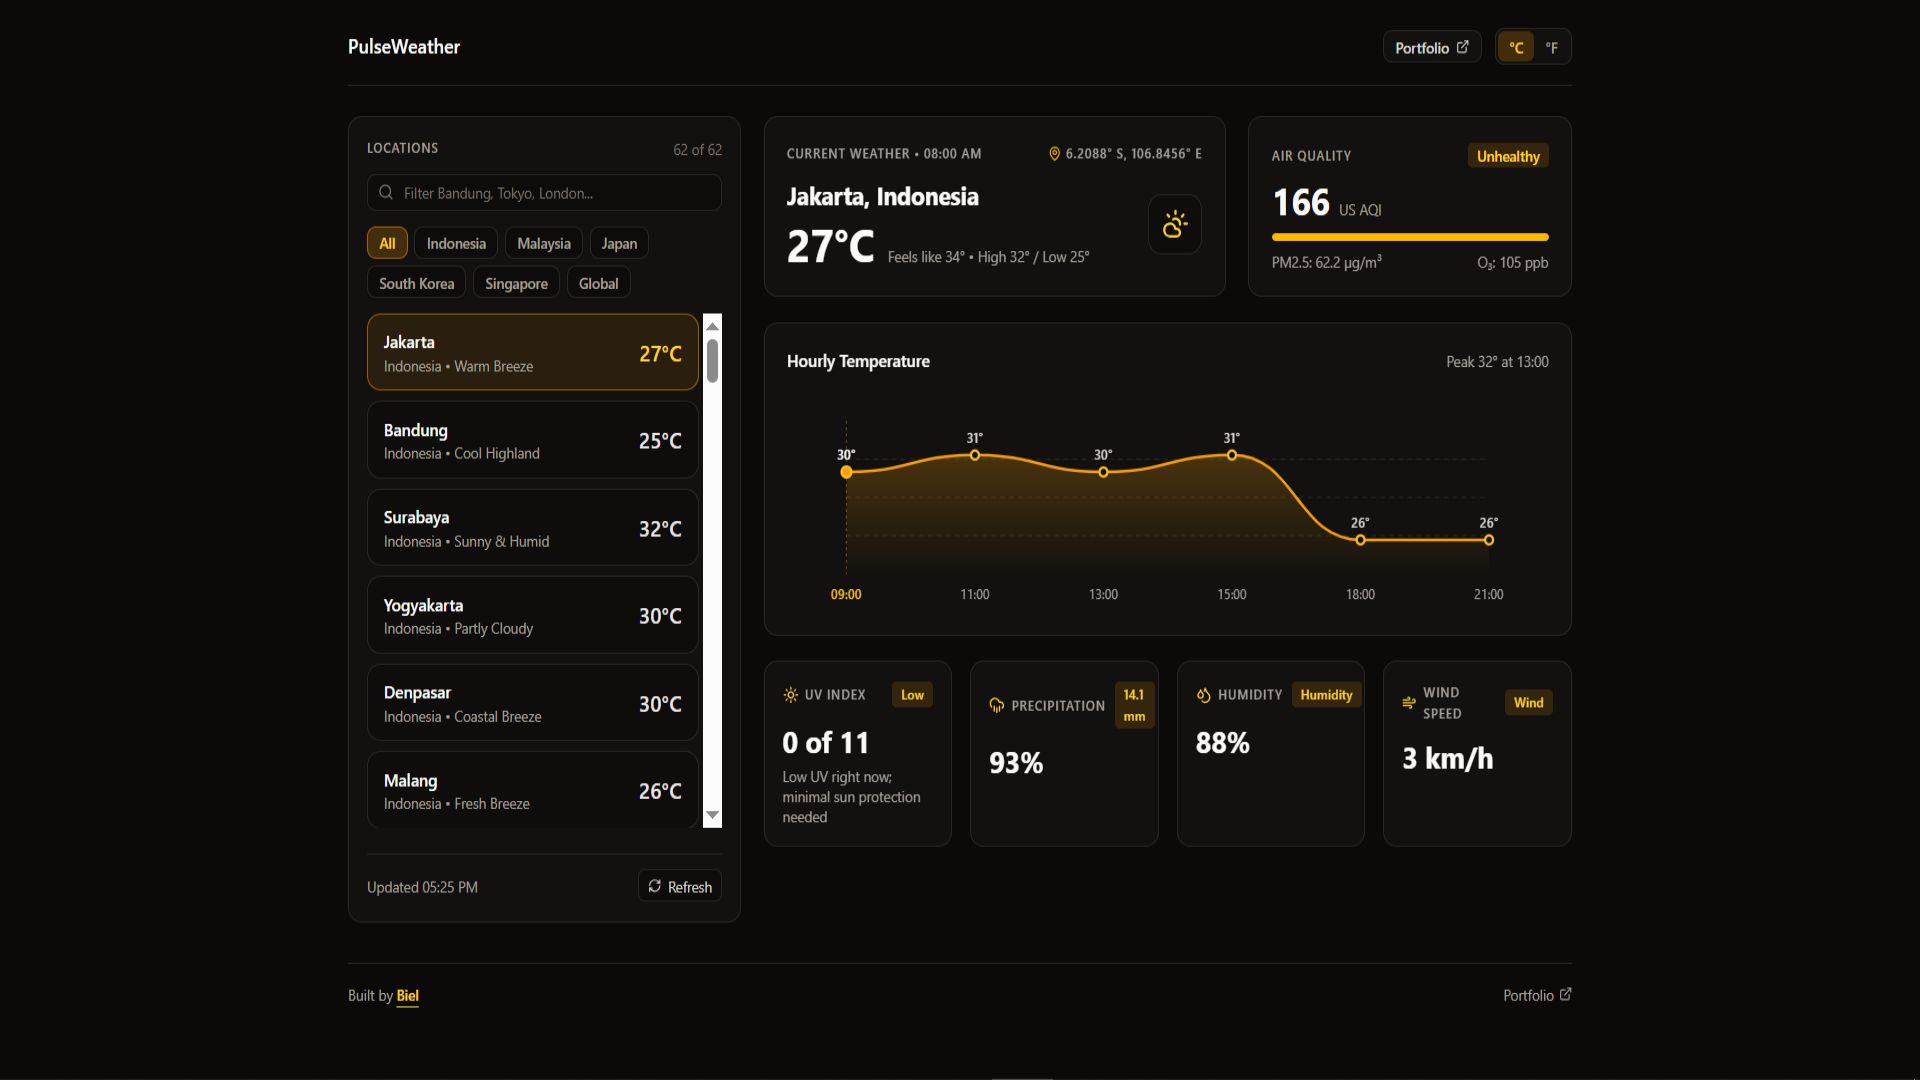 PulseWeather
Portfolio
°C °F
LOCATIONS
62 of 62
Filter Bandung, Tokyo, London...
All Indonesia Malaysia Japan
South Korea Singapore Global
Jakarta
Indonesia • Warm Breeze
27°C
Bandung
Indonesia • Cool Highland
25°C
Surabaya
Indonesia • Sunny & Humid
32°C
Yogyakarta
Indonesia • Partly Cloudy
30°C
Denpasar
Indonesia • Coastal Breeze
30°C
Malang
Indonesia • Fresh Breeze
26°C
Updated 05:25 PM
Refresh
CURRENT WEATHER • 08:00 AM
6.2088° S, 106.8456° E
Jakarta, Indonesia
27°C Feels like 34° • High 32° / Low 25°
AIR QUALITY
Unhealthy
166 US AQI
PM2.5: 62.2 µg/m³
O₃: 105 ppb
Hourly Temperature
Peak 32° at 13:00
30° 31° 30° 31° 26° 26°
09:00 11:00 13:00 15:00 18:00 21:00
UV INDEX
Low
0 of 11
Low UV right now;
minimal sun protection
needed
PRECIPITATION
14.1
mm
93%
HUMIDITY
Humidity
88%
WIND
SPEED
Wind
3 km/h
Built by Biel
Portfolio